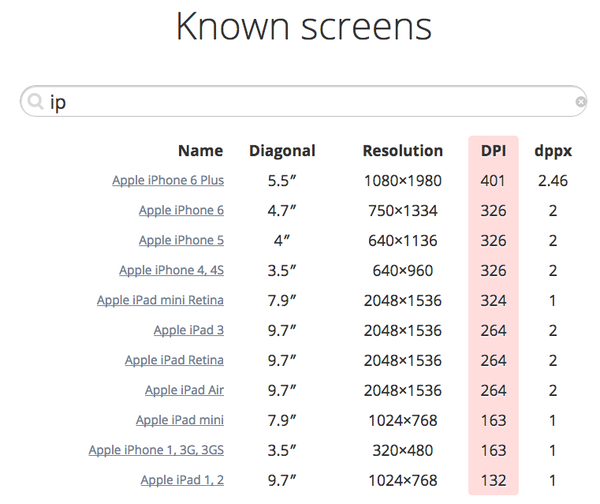 Known screens
ip
Name Diagonal Resolution DPI dppx
Apple iPhone 6 Plus 5.5″ 1080×1980 401 2.46
Apple iPhone 6 4.7″ 750×1334 326 2
Apple iPhone 5 4″ 640×1136 326 2
Apple iPhone 4, 4S 3.5″ 640×960 326 2
Apple iPad mini Retina 7.9″ 2048×1536 324 1
Apple iPad 3 9.7″ 2048×1536 264 2
Apple iPad Retina 9.7″ 2048×1536 264 2
Apple iPad Air 9.7″ 2048×1536 264 2
Apple iPad mini 7.9″ 1024×768 163 1
Apple iPhone 1, 3G, 3GS 3.5″ 320×480 163 1
Apple iPad 1, 2 9.7″ 1024×768 132 1